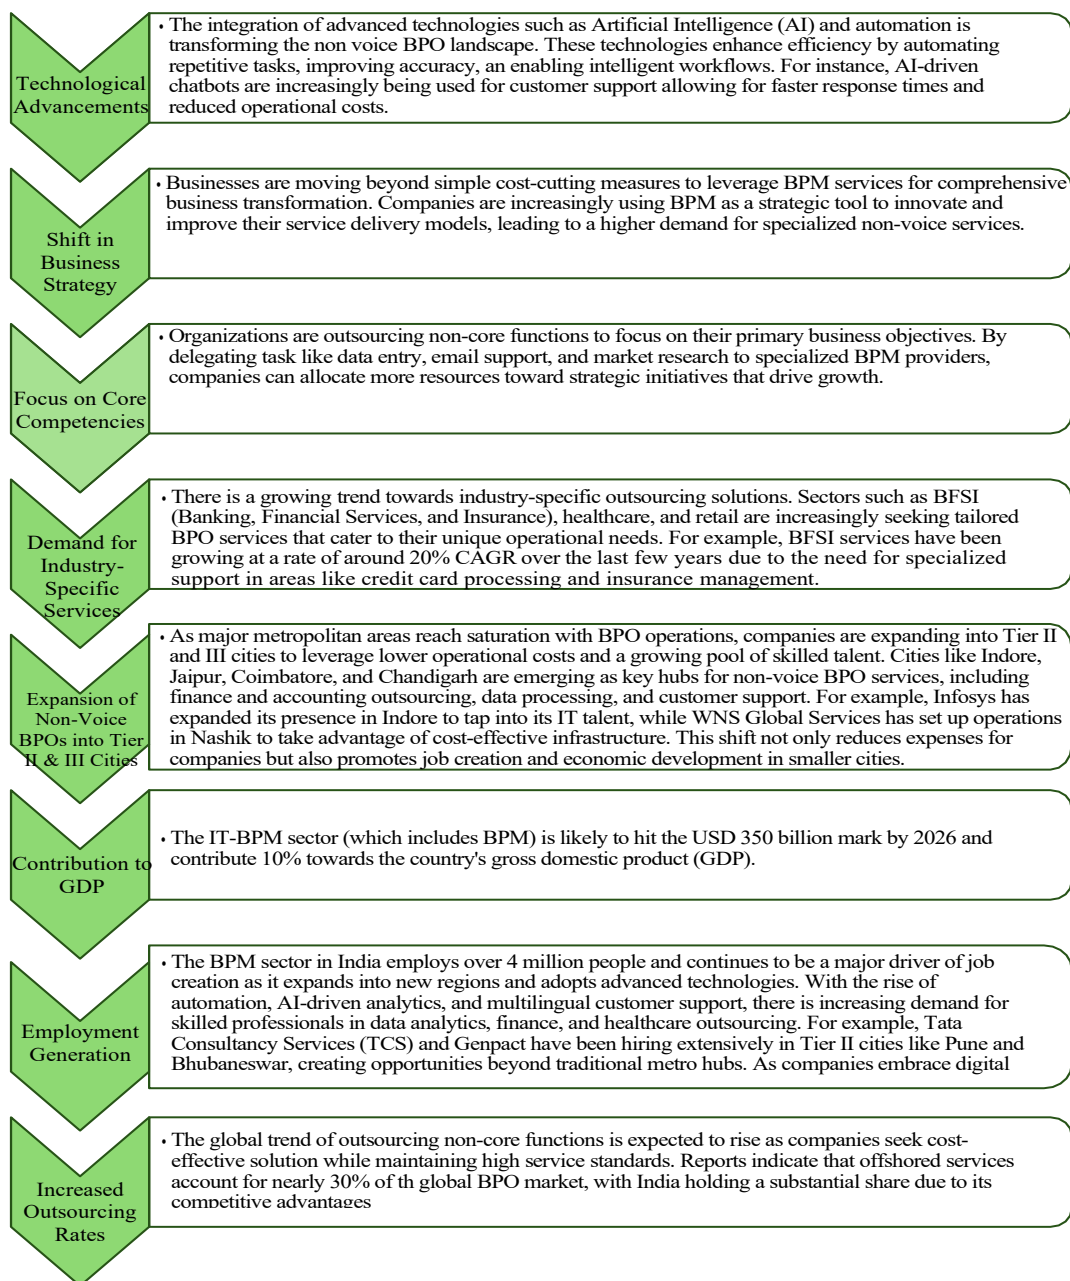 Technological
Advancements
• The integration of advanced technologies such as Artificial Intelligence (AI) and automation is
transforming the non voice BPO landscape. These technologies enhance efficiency by automating
repetitive tasks, improving accuracy, an enabling intelligent workflows. For instance, AI-driven
chatbots are increasingly being used for customer support allowing for faster response times and
reduced operational costs.
Shift in
Business
Strategy
• Businesses are moving beyond simple cost-cutting measures to leverage BPM services for comprehensive
business transformation. Companies are increasingly using BPM as a strategic tool to innovate and
improve their service delivery models, leading to a higher demand for specialized non-voice services.
Focus on Core
Competencies
• Organizations are outsourcing non-core functions to focus on their primary business objectives. By
delegating task like data entry, email support, and market research to specialized BPM providers,
companies can allocate more resources toward strategic initiatives that drive growth.
Demand for
Industry-
Specific
Services
• There is a growing trend towards industry-specific outsourcing solutions. Sectors such as BFSI
(Banking, Financial Services, and Insurance), healthcare, and retail are increasingly seeking tailored
BPO services that cater to their unique operational needs. For example, BFSI services have been
growing at a rate of around 20% CAGR over the last few years due to the need for specialized
support in areas like credit card processing and insurance management.
Expansion of
Non-Voice
BPOs into Tier
II & III Cities
• As major metropolitan areas reach saturation with BPO operations, companies are expanding into Tier II
and III cities to leverage lower operational costs and a growing pool of skilled talent. Cities like Indore,
Jaipur, Coimbatore, and Chandigarh are emerging as key hubs for non-voice BPO services, including
finance and accounting outsourcing, data processing, and customer support. For example, Infosys has
expanded its presence in Indore to tap into its IT talent, while WNS Global Services has set up operations
in Nashik to take advantage of cost-effective infrastructure. This shift not only reduces expenses for
companies but also promotes job creation and economic development in smaller cities.
Contribution to
GDP
• The IT-BPM sector (which includes BPM) is likely to hit the USD 350 billion mark by 2026 and
contribute 10% towards the country's gross domestic product (GDP).
Employment
Generation
• The BPM sector in India employs over 4 million people and continues to be a major driver of job
creation as it expands into new regions and adopts advanced technologies. With the rise of
automation, AI-driven analytics, and multilingual customer support, there is increasing demand for
skilled professionals in data analytics, finance, and healthcare outsourcing. For example, Tata
Consultancy Services (TCS) and Genpact have been hiring extensively in Tier II cities like Pune and
Bhubaneswar, creating opportunities beyond traditional metro hubs. As companies embrace digital
Increased
Outsourcing
Rates
• The global trend of outsourcing non-core functions is expected to rise as companies seek cost-
effective solution while maintaining high service standards. Reports indicate that offshored services
account for nearly 30% of th global BPO market, with India holding a substantial share due to its
competitive advantages